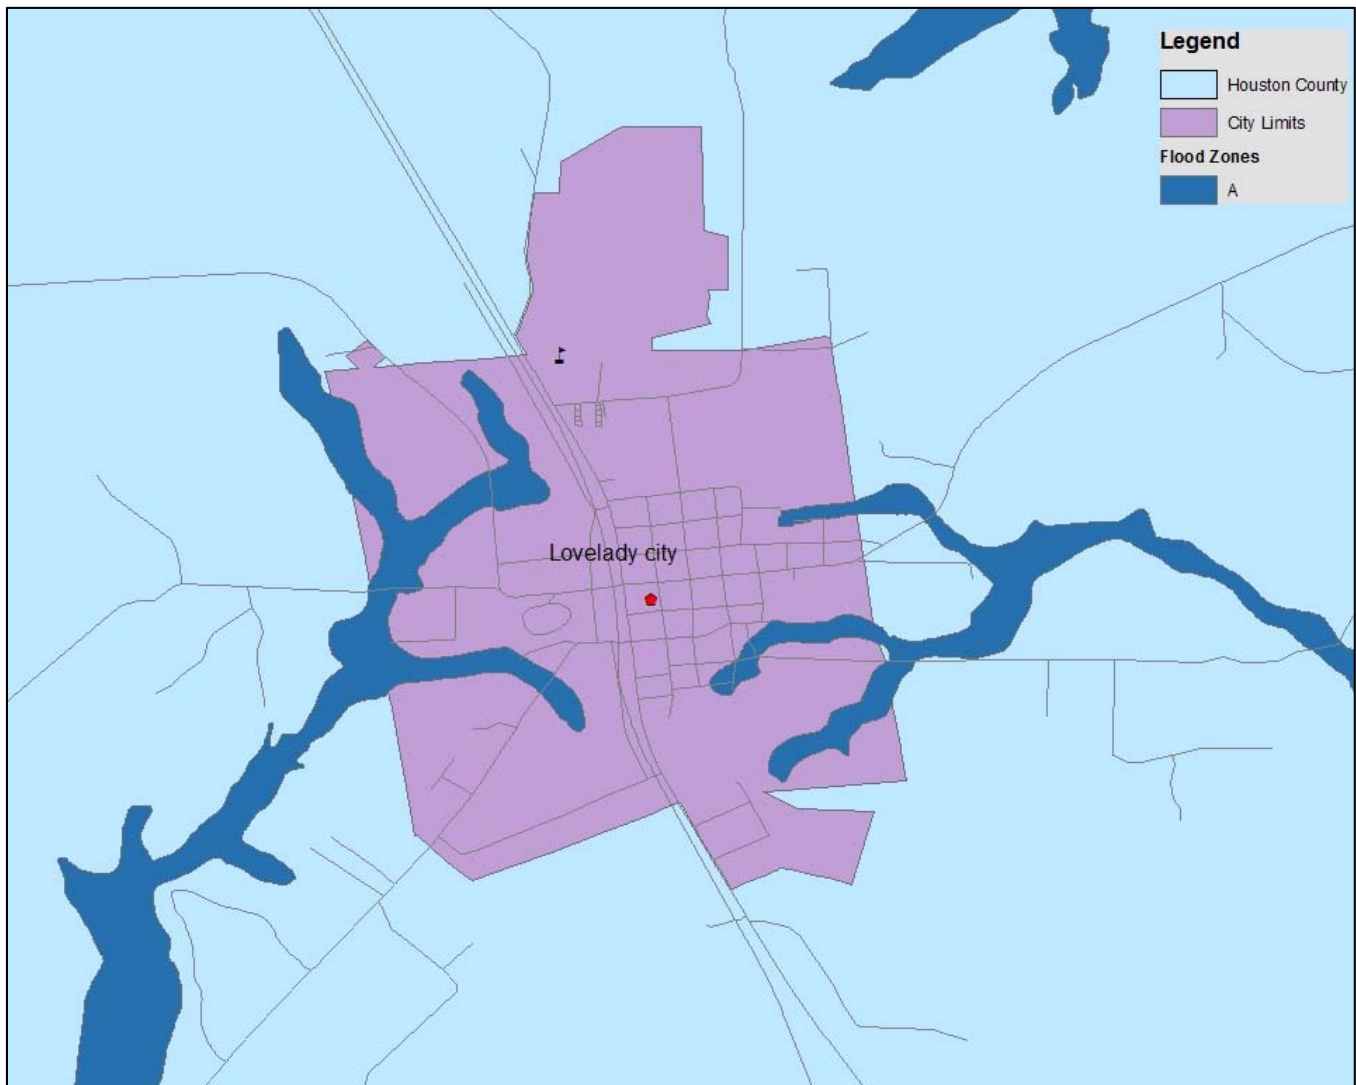 Legend
Houston County
City Limits
Flood Zones
A
Lovelady city